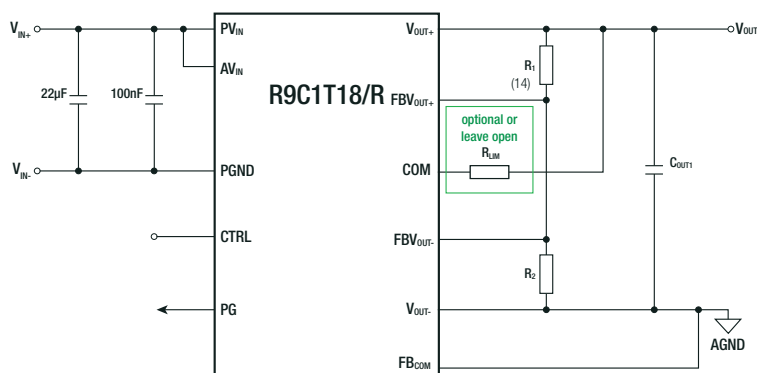 VIN+
PVIN
VOUT+
VOUT
AVIN
R1
(14)
22µF
100nF
R9C1T18/R
FBVOUT+
optional or
leave open
RLIM
VIN-
PGND
COM
COUT1
CTRL
FBVOUT-
R2
PG
VOUT-
AGND
FBCOM